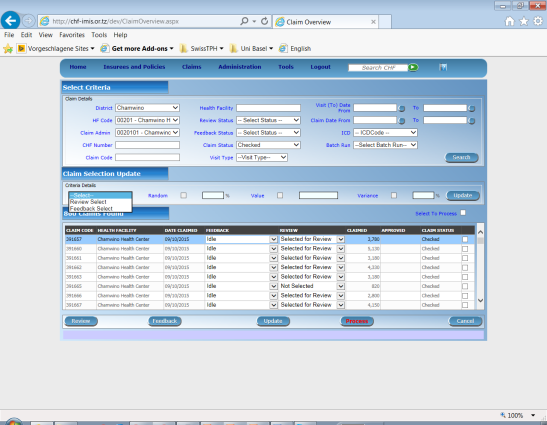 http://chf-imis.or.tz/dev/ClaimOverview.aspx
Claim Overview
File Edit View Favorites Tools Help
Vorgeschlagene Sites Get more Add-ons SwissTPH Uni Basel English
Home Insurees and Policies Claims Administration Tools Logout Search CHF
Select Criteria
Claim Details
District Chamwino Health Facility Visit [To] Date From To
HF Code 00201 - Chamwino H Review Status -- Select Status -- Claim Date From To
Claim Admin 0020101 - Chamwinc Feedback Status -- Select Status -- ICD -- ICDCode --
CHF Number Claim Status Checked Batch Run --Select Batch Run--
Claim Code Visit Type --Visit Type-- Search
Claim Selection Update
Criteria Details
--Select-- Random % Value Variance % Update
Review Select
Feedback Select
Claims Found Select To Process
CLAIM CODE HEALTH FACILITY DATE CLAIMED FEEDBACK REVIEW CLAIMED APPROVED CLAIM STATUS
391657 Chamwino Health Center 09/10/2015 Idle Selected for Review 3,780 Checked
391660 Chamwino Health Center 09/10/2015 Idle Selected for Review 5,230 Checked
391661 Chamwino Health Center 09/10/2015 Idle Selected for Review 3,180 Checked
391662 Chamwino Health Center 09/10/2015 Idle Selected for Review 4,330 Checked
391663 Chamwino Health Center 09/10/2015 Idle Selected for Review 3,180 Checked
391665 Chamwino Health Center 09/10/2015 Idle Not Selected 820 Checked
391666 Chamwino Health Center 09/10/2015 Idle Selected for Review 2,800 Checked
391667 Chamwino Health Center 09/10/2015 Idle Selected for Review 4,150 Checked
Review Feedback Update Process Cancel
100%